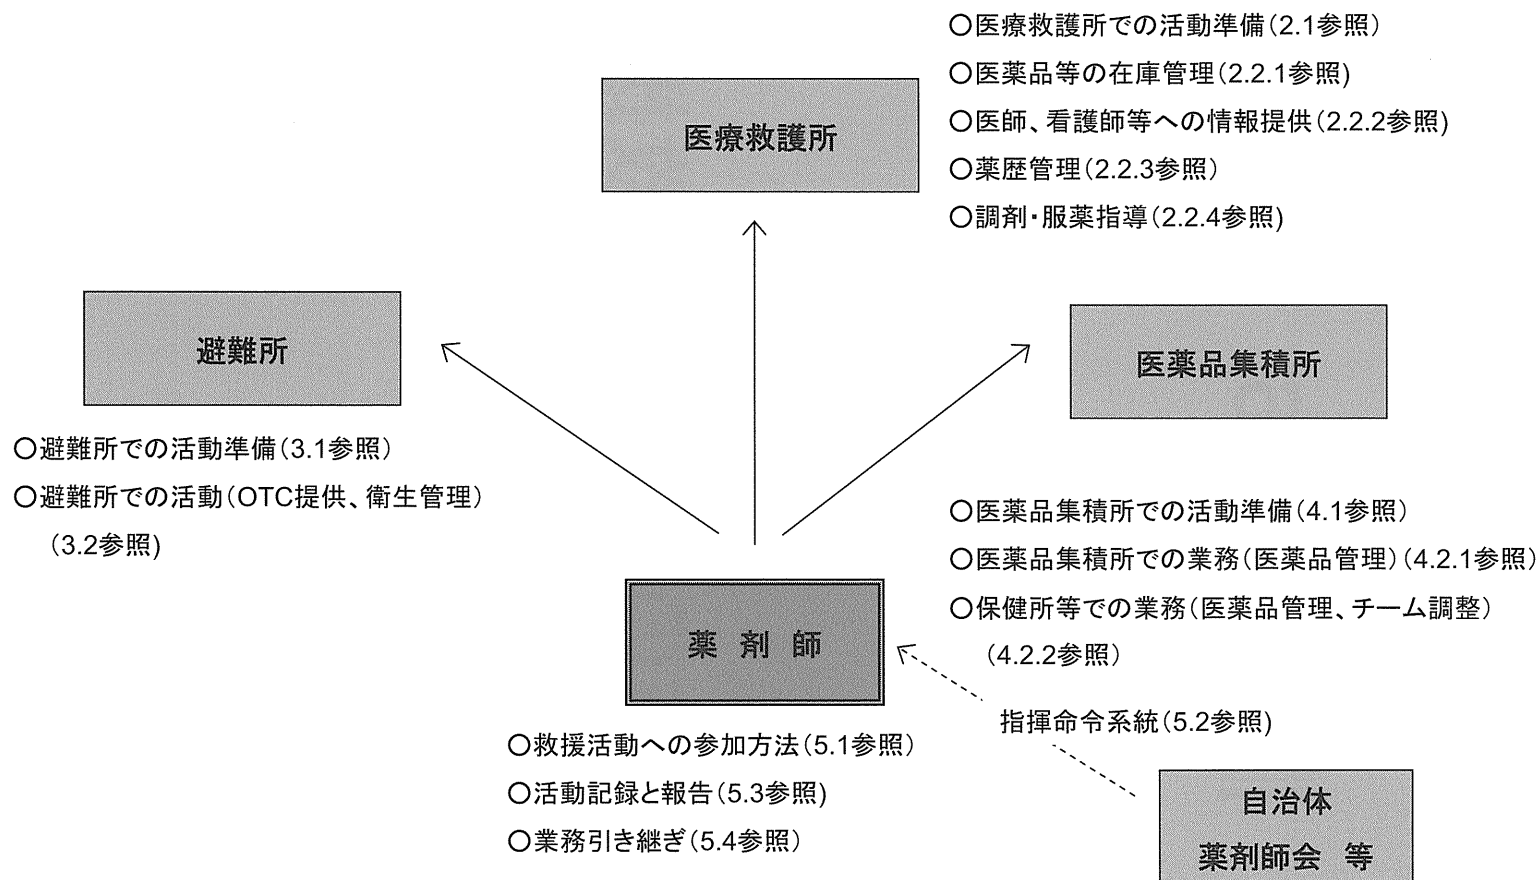 ○医療救護所での活動準備(2.1参照)
○医薬品等の在庫管理(2.2.1参照)
医療救護所
○医師、看護師等への情報提供(2.2.2参照)
○薬歴管理(2.2.3参照)
○調剤・服薬指導(2.2.4参照)
避難所
医薬品集積所
○避難所での活動準備(3.1参照)
○避難所での活動(OTC提供、衛生管理)
(3.2参照)
○医薬品集積所での活動準備(4.1参照)
○医薬品集積所での業務(医薬品管理)(4.2.1参照)
○保健所等での業務(医薬品管理、チーム調整)
(4.2.2参照)
薬 剤 師
指揮命令系統(5.2参照)
○救援活動への参加方法(5.1参照)
○活動記録と報告(5.3参照)
○業務引き継ぎ(5.4参照)
自治体
薬剤師会 等